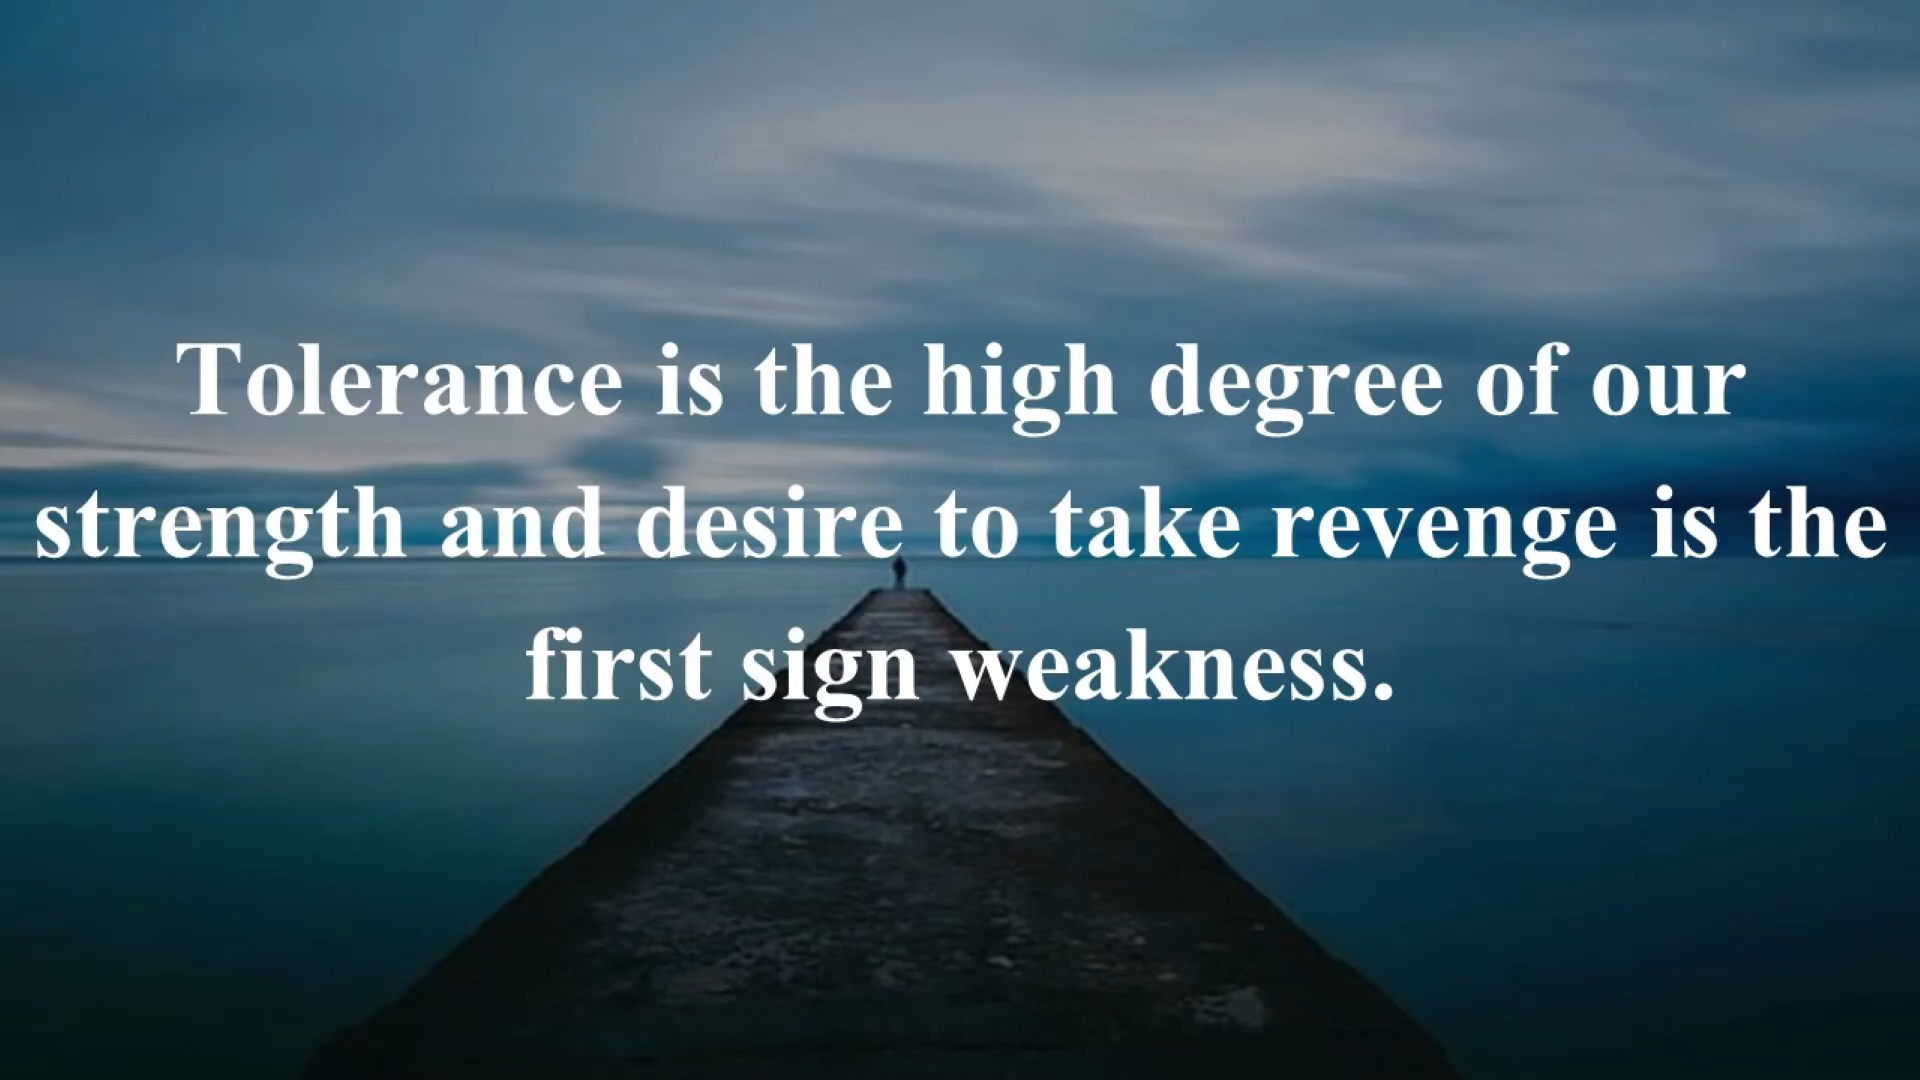 Tolerance is the high degree of our
strength and desire to take revenge is the
first sign weakness.